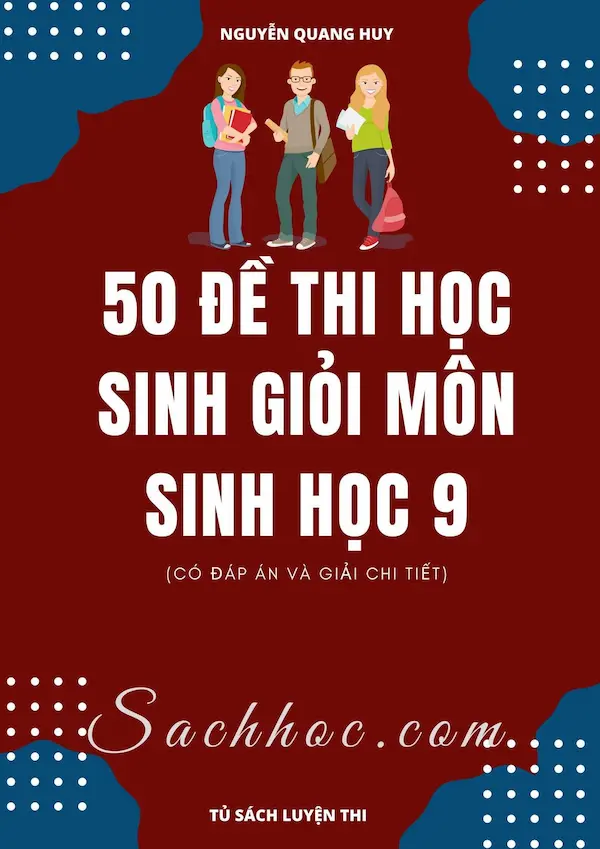 NGUYỄN QUANG HUY
50 ĐỀ THI HỌC
SINH GIỎI MÔN
SINH HỌC 9
(CÓ ĐÁP ÁN VÀ GIẢI CHI TIẾT)
Sachhoc.com
TỦ SÁCH LUYỆN THI